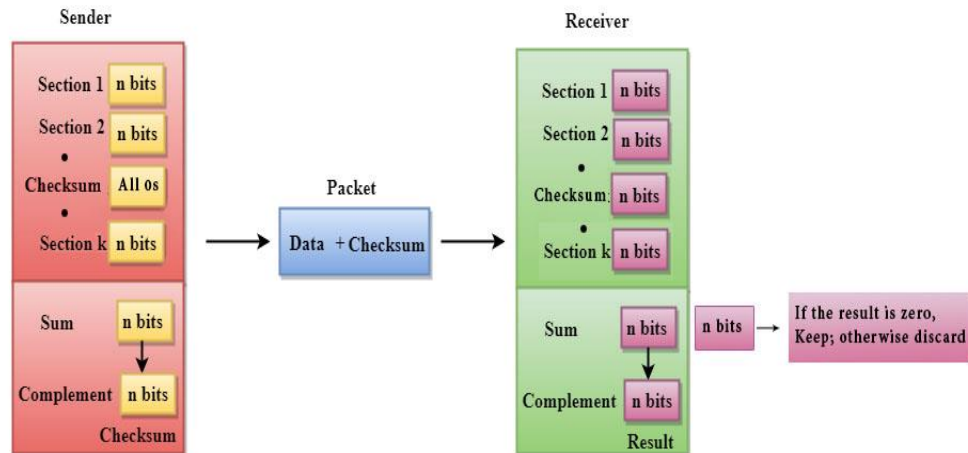 Sender
Section 1 n bits
Section 2 n bits
Checksum All 0s
Section k n bits
Sum n bits
Complement n bits
Checksum
Packet
Data + Checksum
Receiver
Section 1 n bits
Section 2 n bits
Checksum: n bits
Section k n bits
Sum n bits
Complement n bits
Result
n bits
If the result is zero,
Keep; otherwise discard